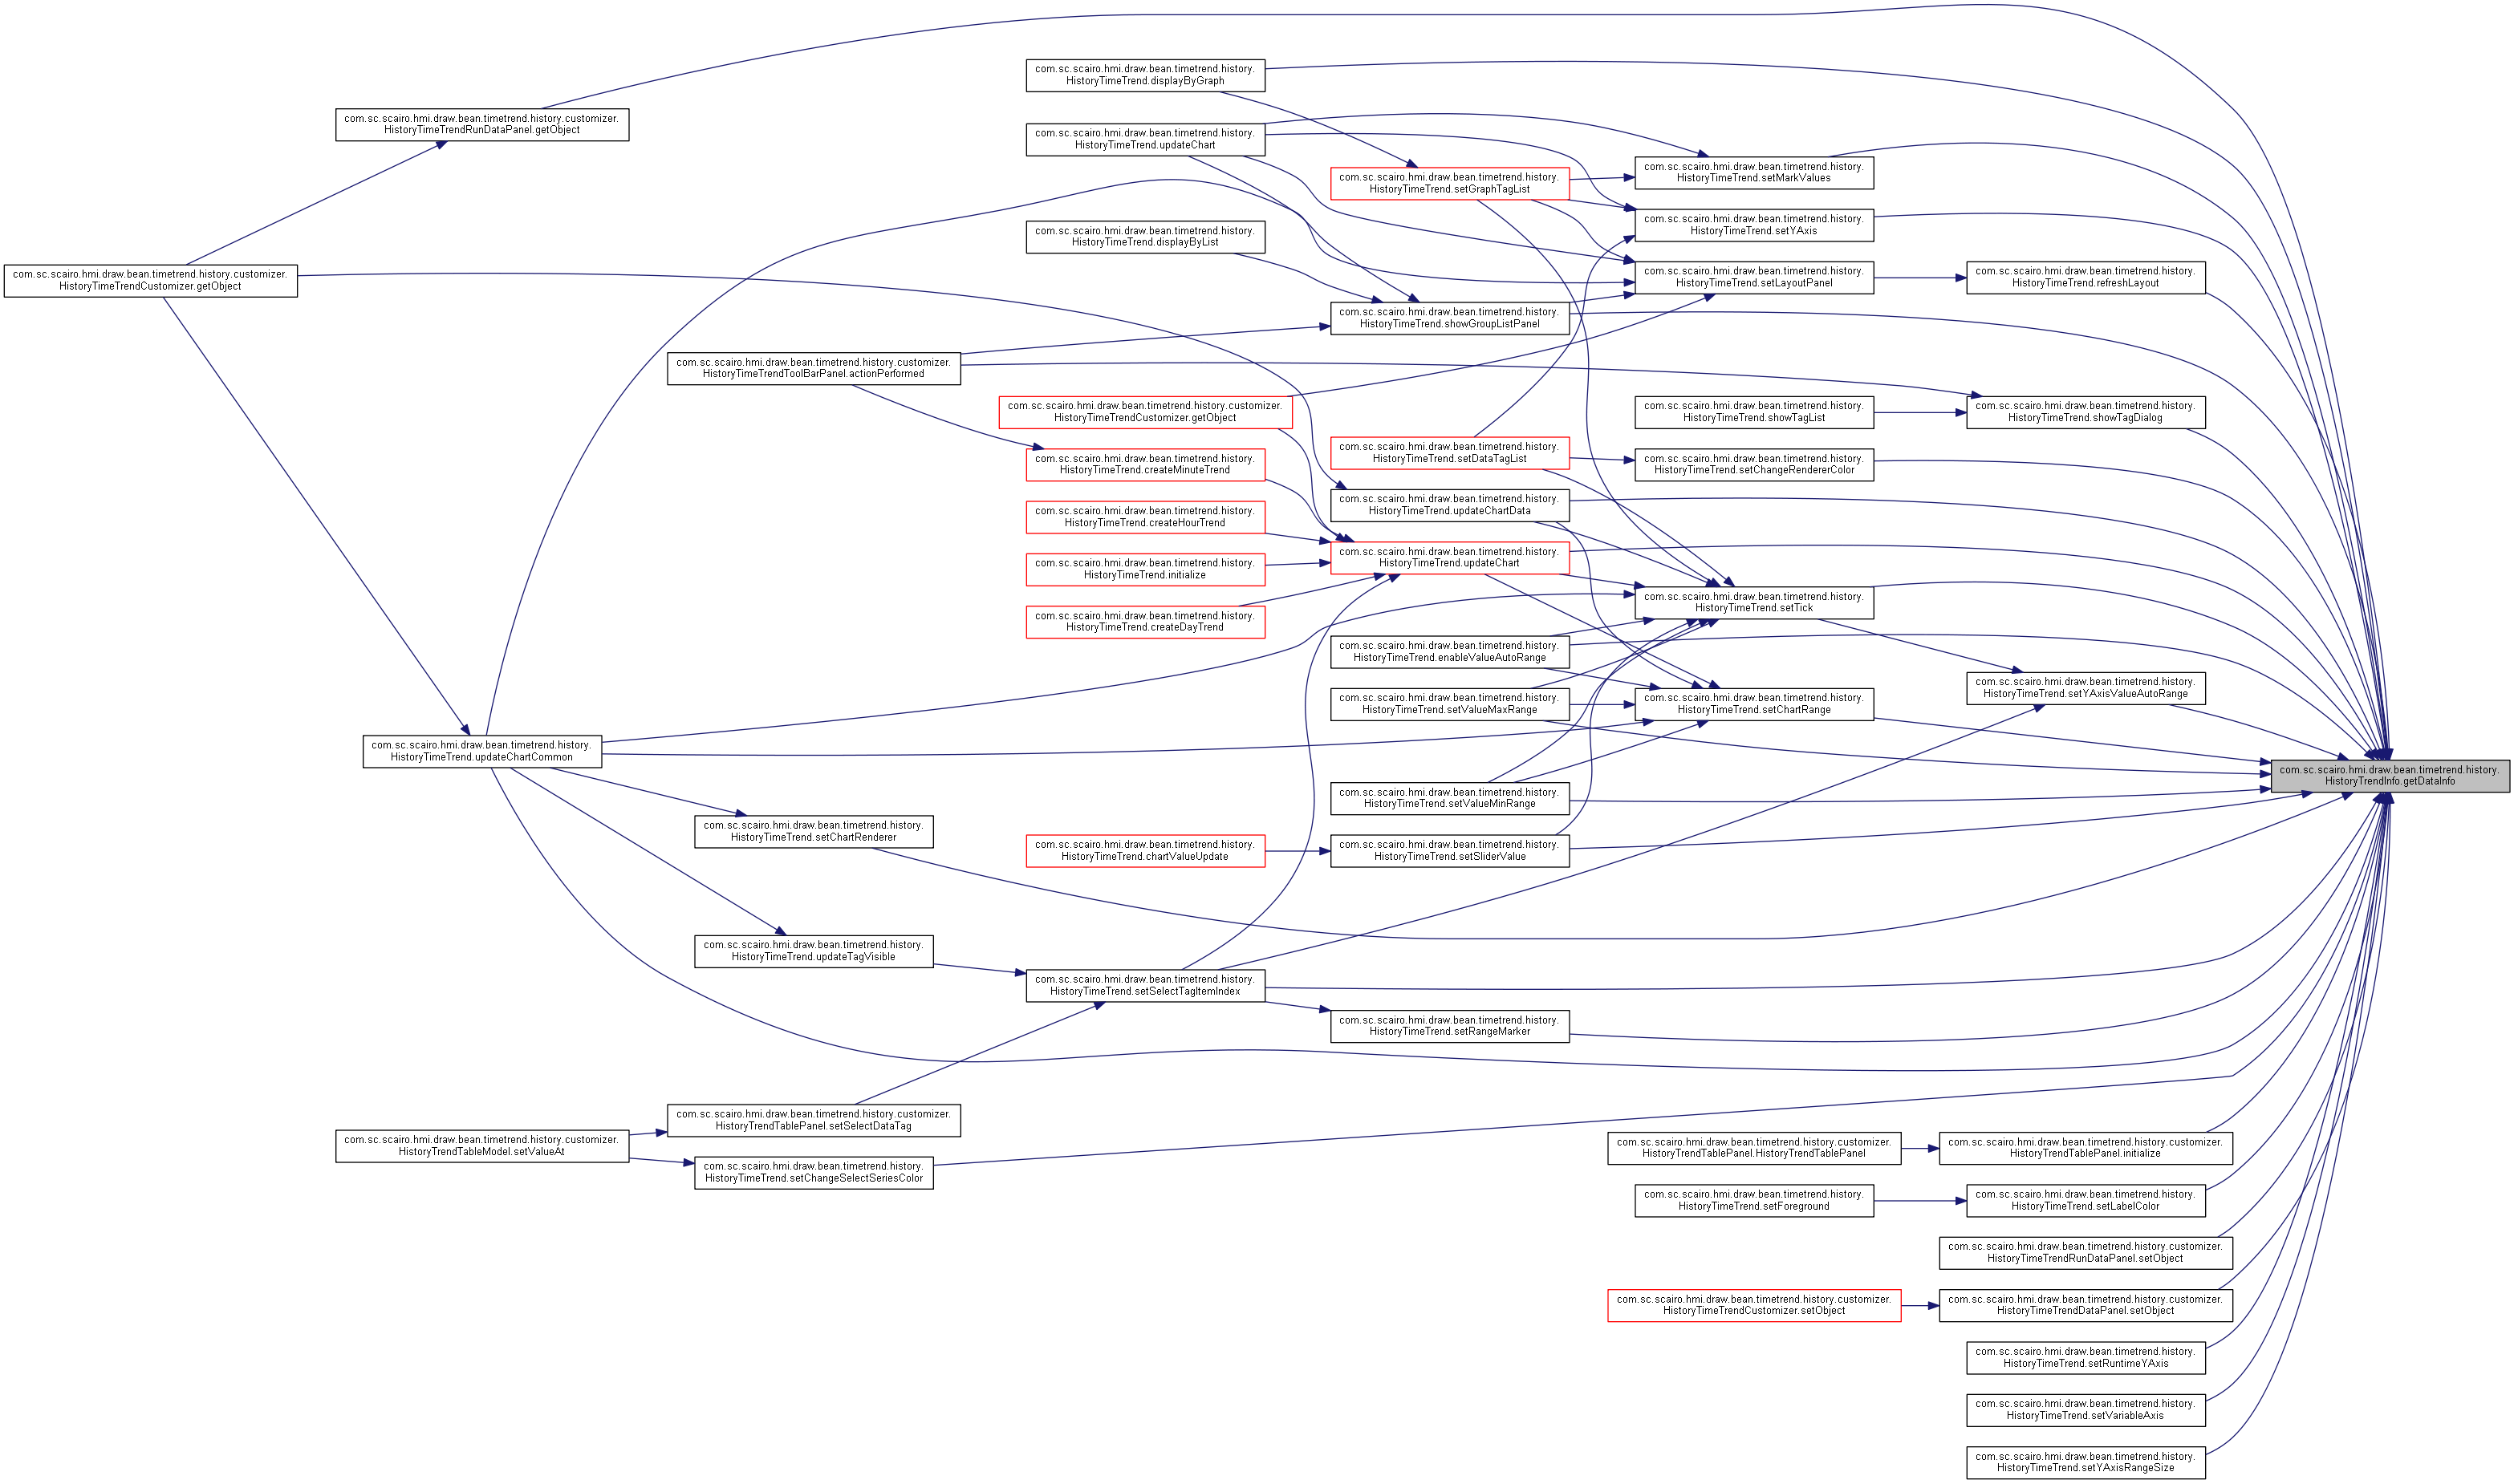 com.sc.scairo.hmi.draw.bean.timetrend.history.
HistoryTimeTrend.displayByGraph
com.sc.scairo.hmi.draw.bean.timetrend.history.customizer.
HistoryTimeTrendRunDataPanel.getObject
com.sc.scairo.hmi.draw.bean.timetrend.history.
HistoryTimeTrend.updateChart
com.sc.scairo.hmi.draw.bean.timetrend.history.
HistoryTimeTrend.setMarkValues
com.sc.scairo.hmi.draw.bean.timetrend.history.
HistoryTimeTrend.setGraphTagList
com.sc.scairo.hmi.draw.bean.timetrend.history.
HistoryTimeTrend.setYAxis
com.sc.scairo.hmi.draw.bean.timetrend.history.
HistoryTimeTrend.displayByList
com.sc.scairo.hmi.draw.bean.timetrend.history.customizer.
HistoryTimeTrendCustomizer.getObject
com.sc.scairo.hmi.draw.bean.timetrend.history.
HistoryTimeTrend.setLayoutPanel
com.sc.scairo.hmi.draw.bean.timetrend.history.
HistoryTimeTrend.refreshLayout
com.sc.scairo.hmi.draw.bean.timetrend.history.
HistoryTimeTrend.showGroupListPanel
com.sc.scairo.hmi.draw.bean.timetrend.history.customizer.
HistoryTimeTrendToolBarPanel.actionPerformed
com.sc.scairo.hmi.draw.bean.timetrend.history.customizer.
HistoryTimeTrendCustomizer.getObject
com.sc.scairo.hmi.draw.bean.timetrend.history.
HistoryTimeTrend.showTagList
com.sc.scairo.hmi.draw.bean.timetrend.history.
HistoryTimeTrend.showTagDialog
com.sc.scairo.hmi.draw.bean.timetrend.history.
HistoryTimeTrend.createMinuteTrend
com.sc.scairo.hmi.draw.bean.timetrend.history.
HistoryTimeTrend.setDataTagList
com.sc.scairo.hmi.draw.bean.timetrend.history.
HistoryTimeTrend.setChangeRendererColor
com.sc.scairo.hmi.draw.bean.timetrend.history.
HistoryTimeTrend.createHourTrend
com.sc.scairo.hmi.draw.bean.timetrend.history.
HistoryTimeTrend.updateChartData
com.sc.scairo.hmi.draw.bean.timetrend.history.
HistoryTimeTrend.initialize
com.sc.scairo.hmi.draw.bean.timetrend.history.
HistoryTimeTrend.updateChart
com.sc.scairo.hmi.draw.bean.timetrend.history.
HistoryTimeTrend.createDayTrend
com.sc.scairo.hmi.draw.bean.timetrend.history.
HistoryTimeTrend.setTick
com.sc.scairo.hmi.draw.bean.timetrend.history.
HistoryTimeTrend.enableValueAutoRange
com.sc.scairo.hmi.draw.bean.timetrend.history.
HistoryTimeTrend.setValueMaxRange
com.sc.scairo.hmi.draw.bean.timetrend.history.
HistoryTimeTrend.setChartRange
com.sc.scairo.hmi.draw.bean.timetrend.history.
HistoryTimeTrend.setYAxisValueAutoRange
com.sc.scairo.hmi.draw.bean.timetrend.history.
HistoryTimeTrend.updateChartCommon
com.sc.scairo.hmi.draw.bean.timetrend.history.
HistoryTrendInfo.getDataInfo
com.sc.scairo.hmi.draw.bean.timetrend.history.
HistoryTimeTrend.setValueMinRange
com.sc.scairo.hmi.draw.bean.timetrend.history.
HistoryTimeTrend.setChartRenderer
com.sc.scairo.hmi.draw.bean.timetrend.history.
HistoryTimeTrend.chartValueUpdate
com.sc.scairo.hmi.draw.bean.timetrend.history.
HistoryTimeTrend.setSliderValue
com.sc.scairo.hmi.draw.bean.timetrend.history.
HistoryTimeTrend.updateTagVisible
com.sc.scairo.hmi.draw.bean.timetrend.history.
HistoryTimeTrend.setSelectTagItemIndex
com.sc.scairo.hmi.draw.bean.timetrend.history.
HistoryTimeTrend.setRangeMarker
com.sc.scairo.hmi.draw.bean.timetrend.history.customizer.
HistoryTrendTablePanel.setSelectDataTag
com.sc.scairo.hmi.draw.bean.timetrend.history.customizer.
HistoryTrendTableModel.setValueAt
com.sc.scairo.hmi.draw.bean.timetrend.history.
HistoryTimeTrend.setChangeSelectSeriesColor
com.sc.scairo.hmi.draw.bean.timetrend.history.customizer.
HistoryTrendTablePanel.HistoryTrendTablePanel
com.sc.scairo.hmi.draw.bean.timetrend.history.customizer.
HistoryTrendTablePanel.initialize
com.sc.scairo.hmi.draw.bean.timetrend.history.
HistoryTimeTrend.setForeground
com.sc.scairo.hmi.draw.bean.timetrend.history.
HistoryTimeTrend.setLabelColor
com.sc.scairo.hmi.draw.bean.timetrend.history.customizer.
HistoryTimeTrendRunDataPanel.setObject
com.sc.scairo.hmi.draw.bean.timetrend.history.customizer.
HistoryTimeTrendCustomizer.setObject
com.sc.scairo.hmi.draw.bean.timetrend.history.customizer.
HistoryTimeTrendDataPanel.setObject
com.sc.scairo.hmi.draw.bean.timetrend.history.
HistoryTimeTrend.setRuntimeYAxis
com.sc.scairo.hmi.draw.bean.timetrend.history.
HistoryTimeTrend.setVariableAxis
com.sc.scairo.hmi.draw.bean.timetrend.history.
HistoryTimeTrend.setYAxisRangeSize